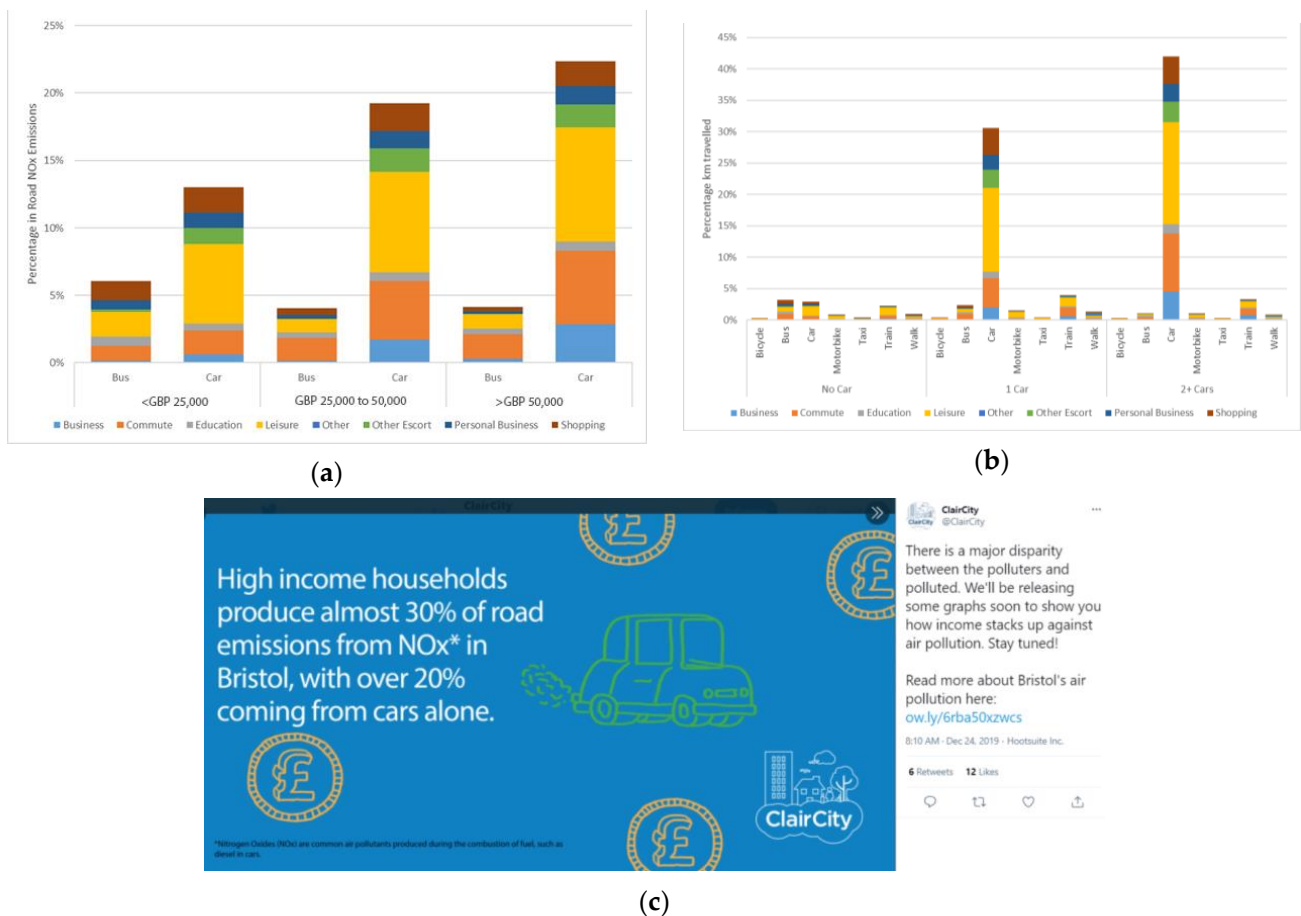 25%
20%
15%
10%
5%
0%
Percentage in Road NOx Emissions
Bus Car Bus Car Bus Car
<GBP 25,000 GBP 25,000 to 50,000 >GBP 50,000
Business Commute Education Leisure Other Other Escort Personal Business Shopping
(a)
45%
40%
35%
30%
25%
20%
15%
10%
5%
0%
Percentage km travelled
Bicycle Bus Car Motorbike Taxi Train Walk Bicycle Bus Car Motorbike Taxi Train Walk Bicycle Bus Car Motorbike Taxi Train Walk
No Car 1 Car 2+ Cars
Business Commute Education Leisure Other Other Escort Personal Business Shopping
(b)
ClairCity
High income households
produce almost 30% of road
emissions from NOx* in
Bristol, with over 20%
coming from cars alone.
£
£
£
£
ClairCity
*Nitrogen Oxides (NOx) are common air pollutants produced during the combustion of fuel, such as
diesel in cars.
ClairCity
ClairCity
@ClairCity
There is a major disparity
between the polluters and
polluted. We'll be releasing
some graphs soon to show you
how income stacks up against
air pollution. Stay tuned!
Read more about Bristol's air
pollution here:
ow.ly/6rba50xzwcs
8:10 AM · Dec 24, 2019 · Hootsuite Inc.
6 Retweets 12 Likes
(c)